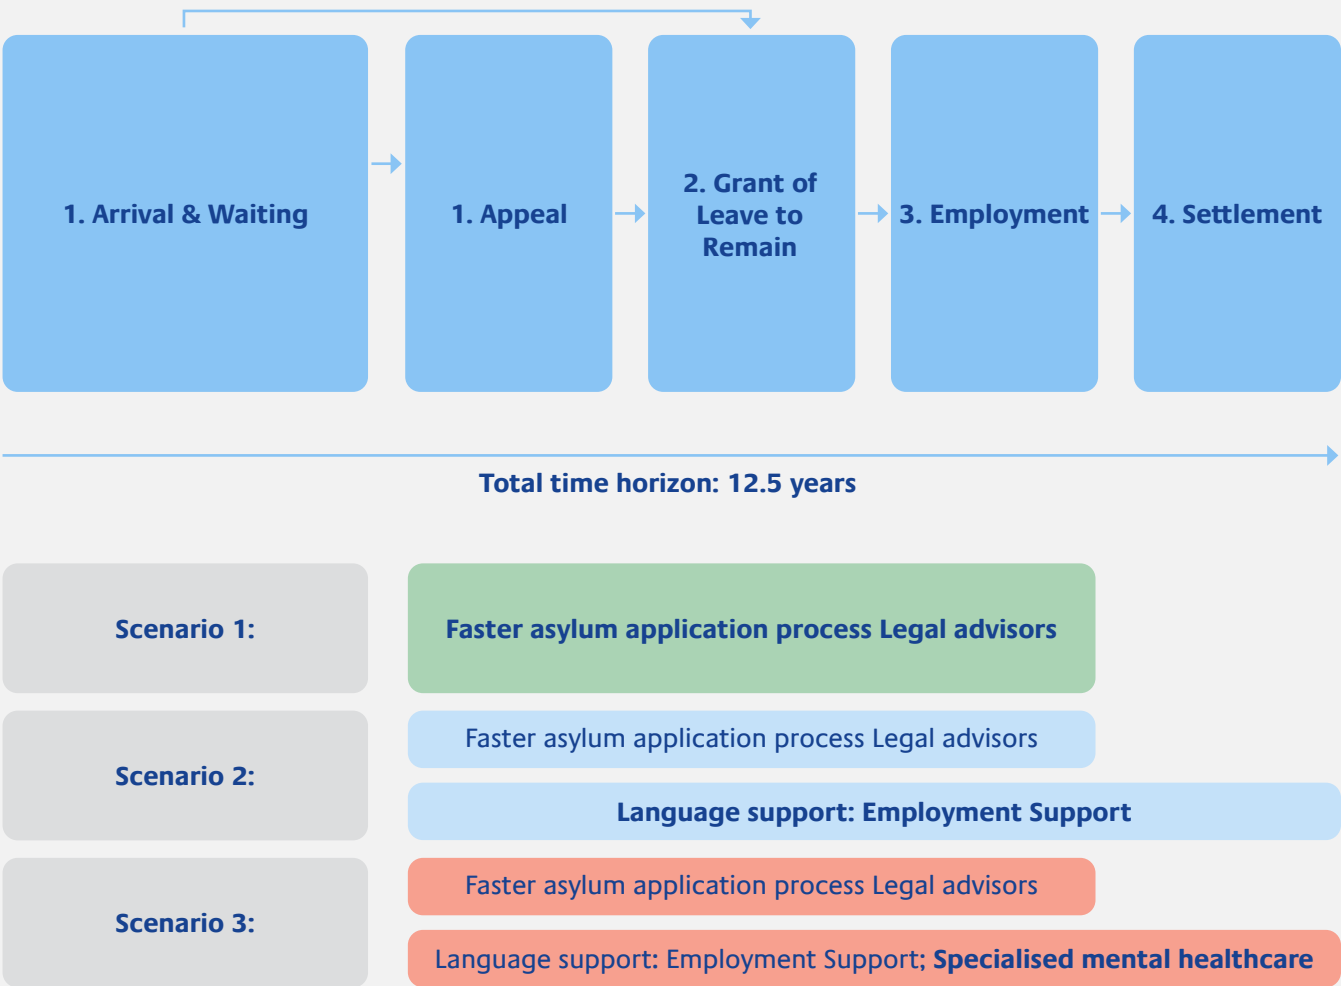 1. Arrival & Waiting
1. Appeal
2. Grant of
Leave to
Remain
3. Employment
4. Settlement
Total time horizon: 12.5 years
Scenario 1:
Faster asylum application process Legal advisors
Scenario 2:
Faster asylum application process Legal advisors
Language support: Employment Support
Scenario 3:
Faster asylum application process Legal advisors
Language support: Employment Support; Specialised mental healthcare